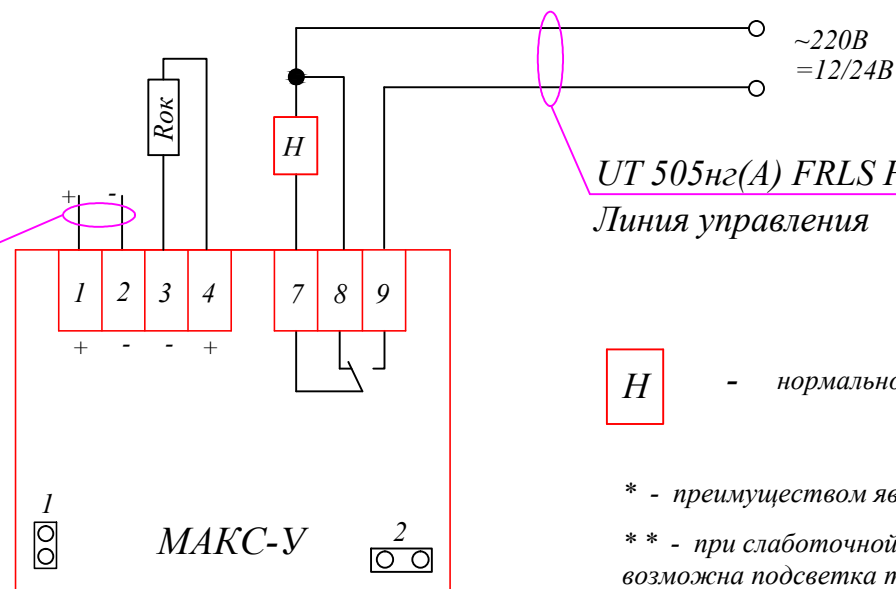 ~220В
=12/24В
Rок
Н
+ -
UT 505нг(А) FRLS
Линия управления
1 2 3 4 7 8 9
+ - - +
Н - нормально
* - преимуществом
1
МАКС-У
2
* * - при слаботочной
возможна подсветка